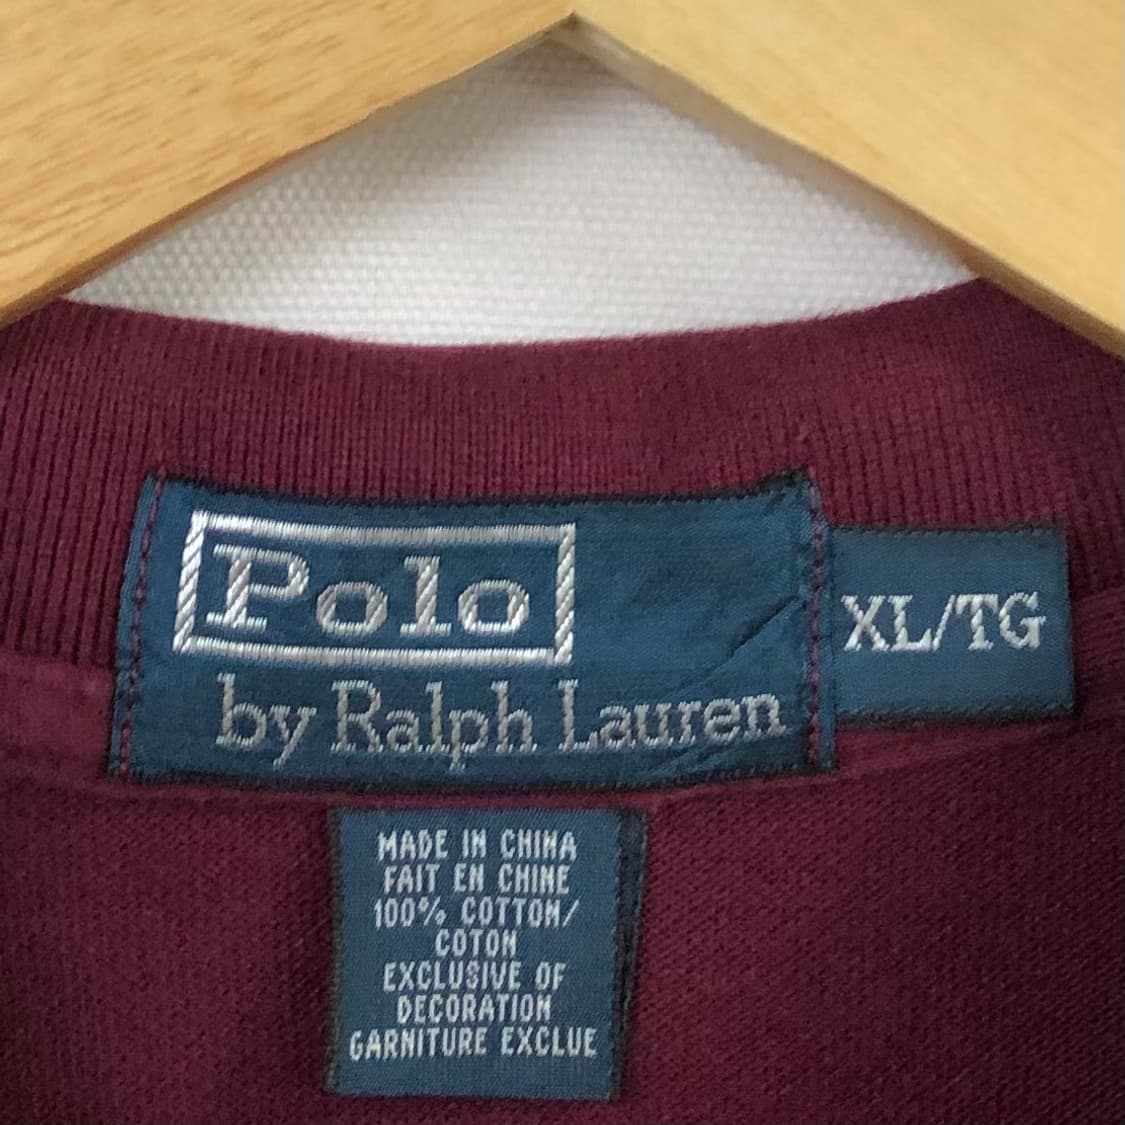 Polo
by Ralph Lauren
XL/TG
MADE IN CHINA
FAIT EN CHINE
100% COTTON/
COTON
EXCLUSIVE OF
DECORATION
GARNITURE EXCLUE